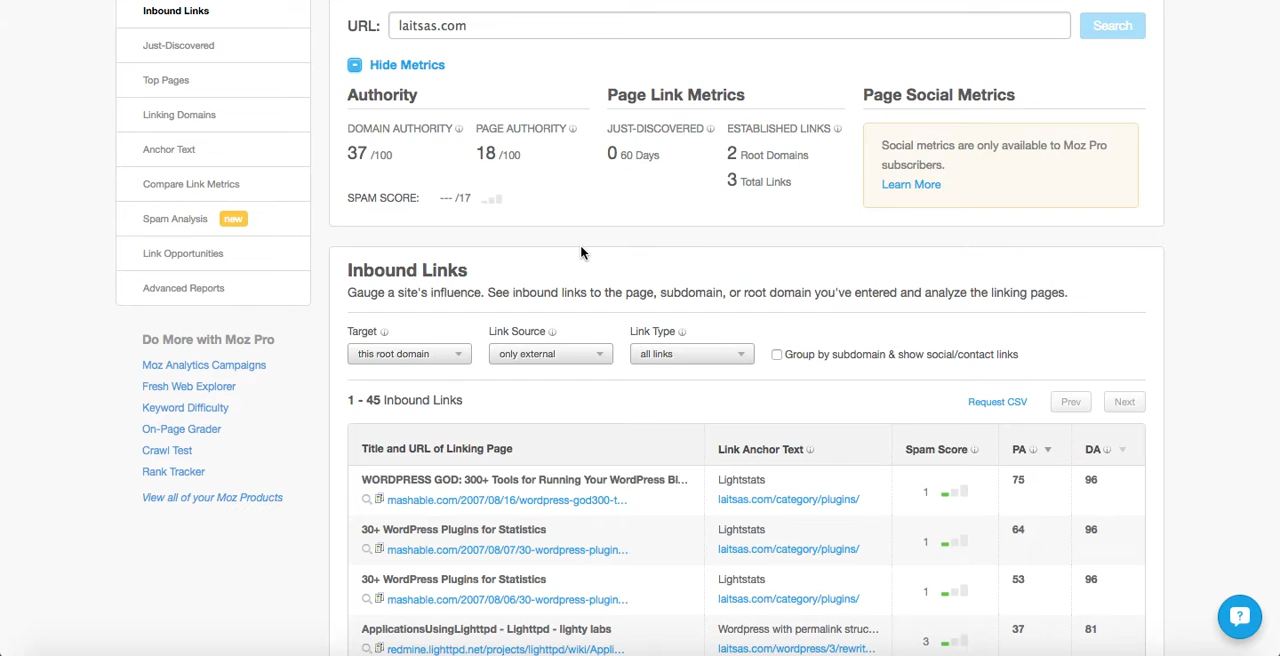 Inbound Links
Just-Discovered
Top Pages
Linking Domains
Anchor Text
Compare Link Metrics
Spam Analysis new
Link Opportunities
Advanced Reports
Do More with Moz Pro
Moz Analytics Campaigns
Fresh Web Explorer
Keyword Difficulty
On-Page Grader
Crawl Test
Rank Tracker
View all of your Moz Products
URL: laitsas.com Search
Hide Metrics
Authority
DOMAIN AUTHORITY PAGE AUTHORITY
37 /100 18 /100
SPAM SCORE: --- /17
Page Link Metrics
JUST-DISCOVERED ESTABLISHED LINKS
0 60 Days 2 Root Domains
3 Total Links
Page Social Metrics
Social metrics are only available to Moz Pro
subscribers.
Learn More
Inbound Links
Gauge a site's influence. See inbound links to the page, subdomain, or root domain you've entered and analyze the linking pages.
Target Link Source Link Type
this root domain only external all links Group by subdomain & show social/contact links
1 - 45 Inbound Links Request CSV Prev Next
Title and URL of Linking Page Link Anchor Text Spam Score PA DA
WORDPRESS GOD: 300+ Tools for Running Your WordPress Bl... Lightstats 1 75 96
mashable.com/2007/08/16/wordpress-god300-t... laitsas.com/category/plugins/
30+ WordPress Plugins for Statistics Lightstats 1 64 96
mashable.com/2007/08/07/30-wordpress-plugin... laitsas.com/category/plugins/
30+ WordPress Plugins for Statistics Lightstats 1 53 96
mashable.com/2007/08/06/30-wordpress-plugin... laitsas.com/category/plugins/
ApplicationsUsingLighttpd - Lighttpd - lighty labs Wordpress with permalink struc... 3 37 81
redmine.lighttpd.net/projects/lighttpd/wiki/Appli... laitsas.com/wordpress/3/rewrit...